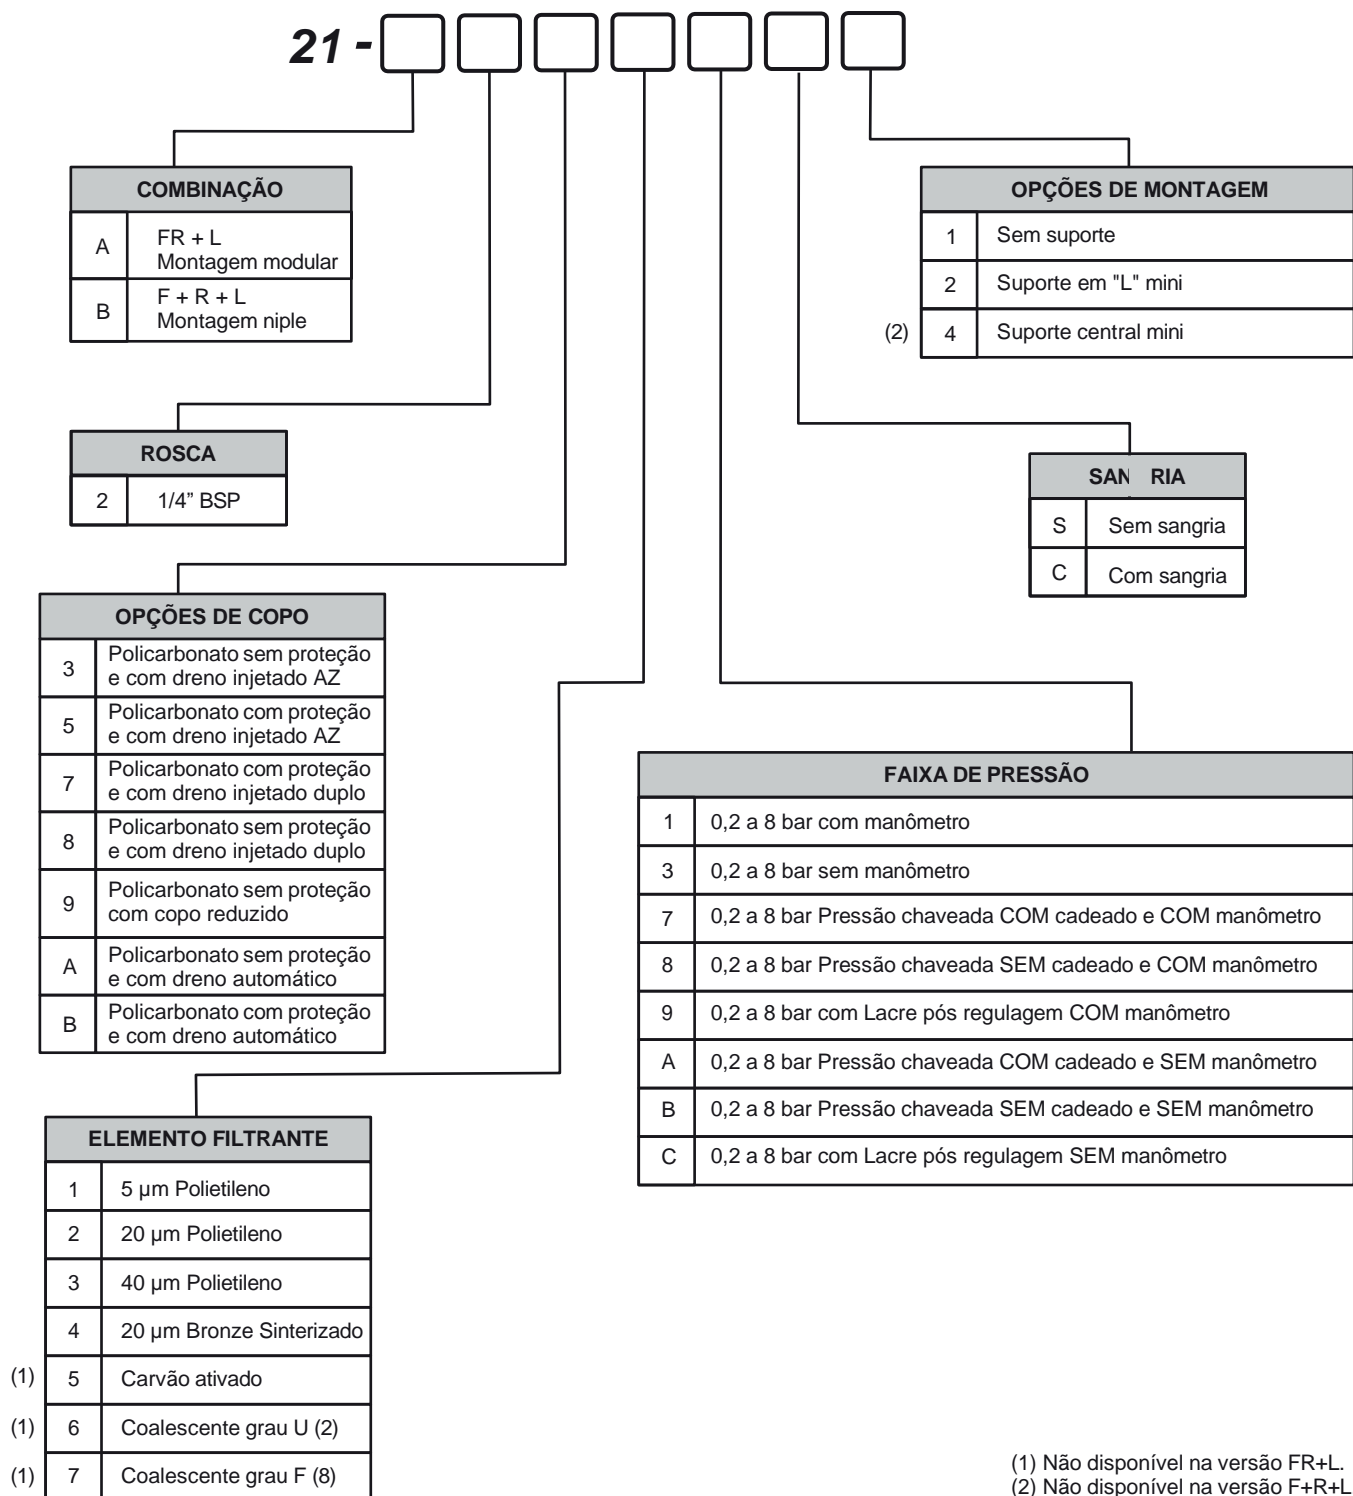 21 -
COMBINAÇÃO
A
FR + L
Montagem modular
B
F + R + L
Montagem niple
OPÇÕES DE MONTAGEM
1 Sem suporte
2 Suporte em "L" mini
(2) 4 Suporte central mini
ROSCA
2 1/4” BSP
SAN RIA
S Sem sangria
C Com sangria
OPÇÕES DE COPO
3
Policarbonato sem proteção
e com dreno injetado AZ
5
Policarbonato com proteção
e com dreno injetado AZ
7
Policarbonato com proteção
e com dreno injetado duplo
8
Policarbonato sem proteção
e com dreno injetado duplo
9
Policarbonato sem proteção
com copo reduzido
A
Policarbonato sem proteção
e com dreno automático
B
Policarbonato com proteção
e com dreno automático
FAIXA DE PRESSÃO
1 0,2 a 8 bar com manômetro
3 0,2 a 8 bar sem manômetro
7 0,2 a 8 bar Pressão chaveada COM cadeado e COM manômetro
8 0,2 a 8 bar Pressão chaveada SEM cadeado e COM manômetro
9 0,2 a 8 bar com Lacre pós regulagem COM manômetro
A 0,2 a 8 bar Pressão chaveada COM cadeado e SEM manômetro
B 0,2 a 8 bar Pressão chaveada SEM cadeado e SEM manômetro
C 0,2 a 8 bar com Lacre pós regulagem SEM manômetro
ELEMENTO FILTRANTE
1 5 µm Polietileno
2 20 µm Polietileno
3 40 µm Polietileno
4 20 µm Bronze Sinterizado
(1) 5 Carvão ativado
(1) 6 Coalescente grau U (2)
(1) 7 Coalescente grau F (8)
(1) Não disponível na versão FR+L.
(2) Não disponível na versão F+R+L